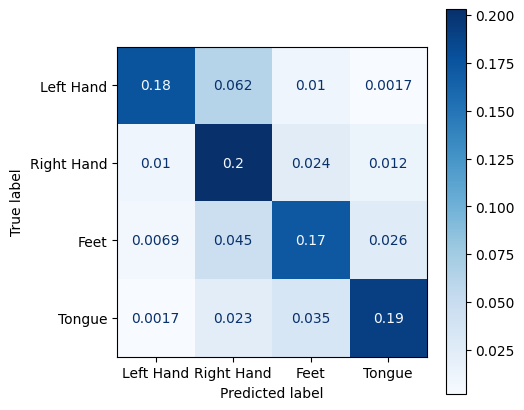 0.200
0.175
0.150
0.125
0.100
0.075
0.050
0.025
True label
Left Hand 0.18 0.062 0.01 0.0017
Right Hand 0.01 0.2 0.024 0.012
Feet 0.0069 0.045 0.17 0.026
Tongue 0.0017 0.023 0.035 0.19
Left Hand Right Hand Feet Tongue
Predicted label